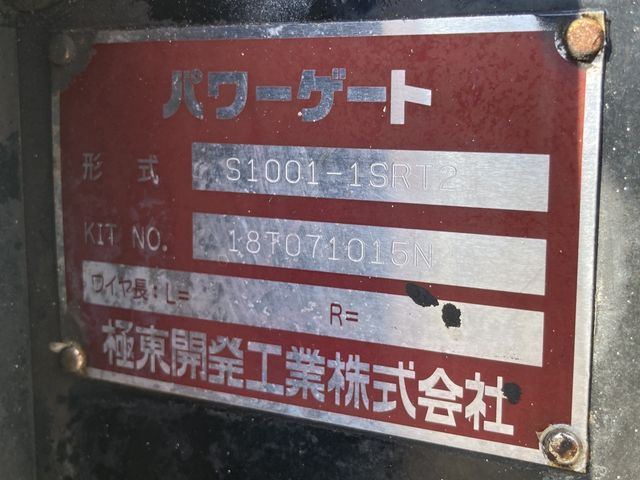 パワーゲート
形 式 S1001-1SRT2
KIT NO. 18T071015N
ワイヤ長：L= R=
極東開発工業株式会社